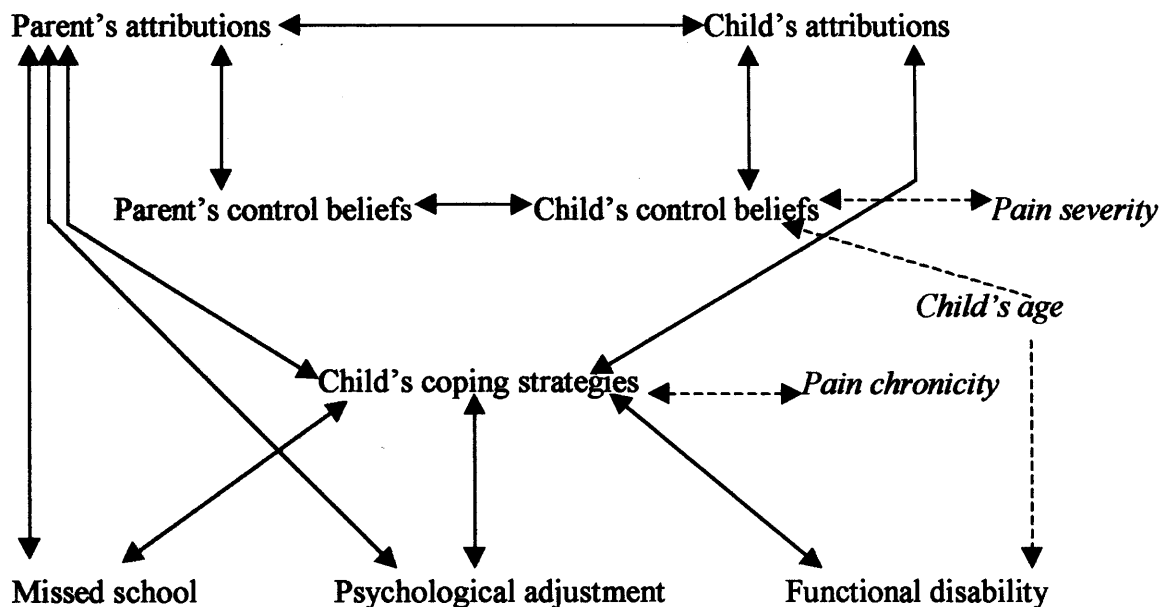 Parent's attributions Child's attributions
Parent's control beliefs Child's control beliefs Pain severity
Child's age
Child's coping strategies Pain chronicity
Missed school Psychological adjustment Functional disability